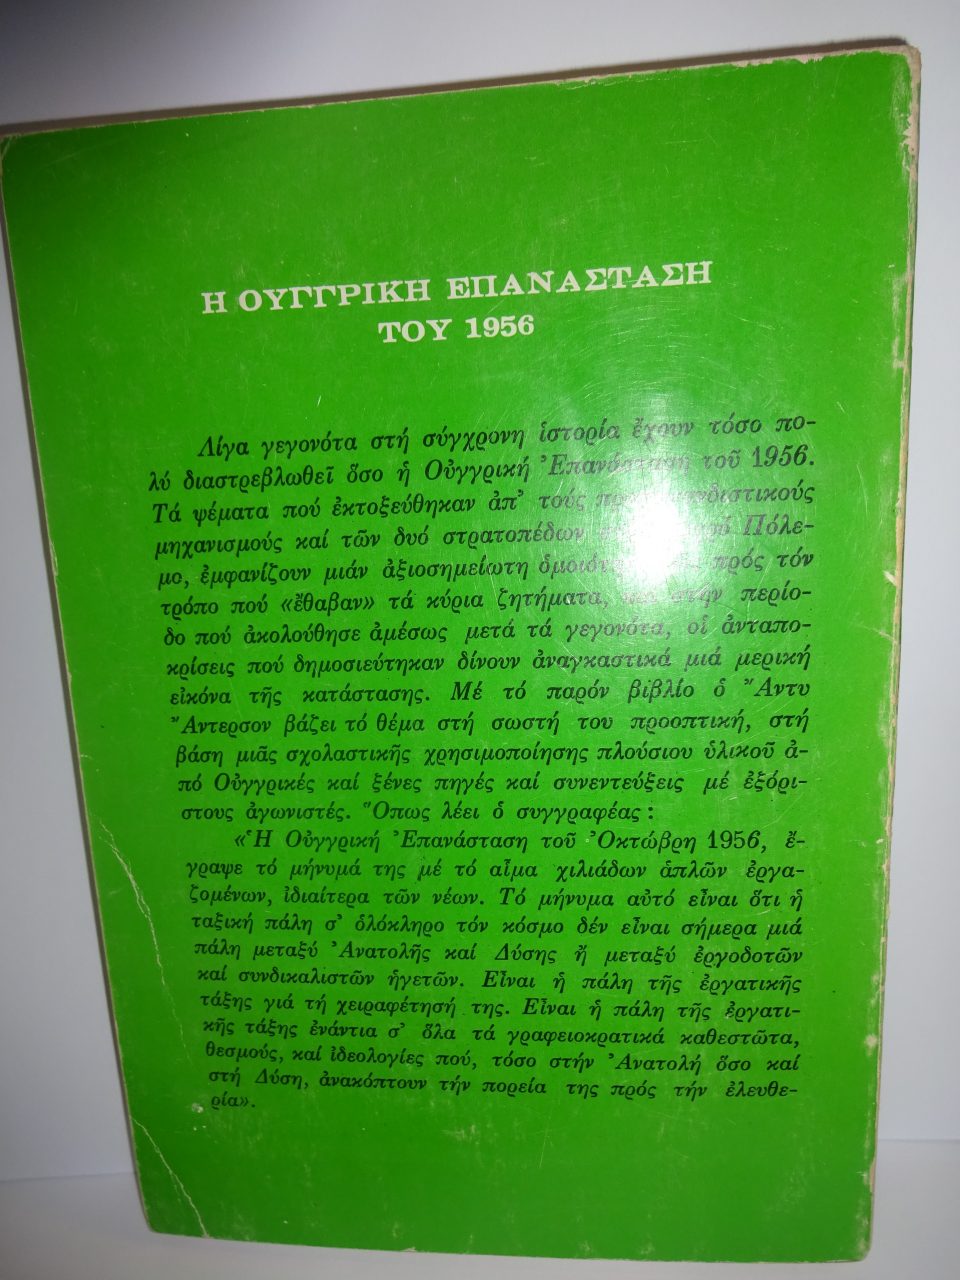 Η ΟΥΓΓΡΙΚΗ ΕΠΑΝΑΣΤΑΣΗ
ΤΟΥ 1956
Λίγα γεγονότα στή σύγχρονη ἱστορία ἔχουν τόσο πο-
λύ διαστρεβλωθεῖ ὅσο ἡ Οὐγγρική Ἐπανάσταση τοῦ 1956.
Τά ψέματα πού ἐκτοξεύθηκαν ἀπ' τούς προπαγανδιστικούς
μηχανισμούς καί τῶν δυό στρατοπέδων Πόλε-
μο, ἐμφανίζουν μιάν ἀξιοσημείωτη πρός τόν
τρόπο πού «ἔθαβαν» τά κύρια ζητήματα, στήν περίο-
δο πού ἀκολούθησε ἀμέσως μετά τά γεγονότα, οἱ ἀνταπο-
κρίσεις πού δημοσιεύτηκαν δίνουν ἀναγκαστικά μιά μερική
εἰκόνα τῆς κατάστασης. Μέ τό παρόν βιβλίο ὁ Ἄντυ
Ἄντερσον βάζει τό θέμα στή σωστή του προοπτική, στή
βάση μιᾶς σχολαστικῆς χρησιμοποίησης πλούσιου ὑλικοῦ ἀ-
πό Οὐγγρικές καί ξένες πηγές καί συνεντεύξεις μέ ἐξόρι-
στους ἀγωνιστές. Ὅπως λέει ὁ συγγραφέας :
«Ἡ Οὐγγρική Ἐπανάσταση τοῦ Ὀκτώβρη 1956, ἔ-
γραψε τό μήνυμά της μέ τό αἷμα χιλιάδων ἁπλῶν ἐργα-
ζομένων, ἰδιαίτερα τῶν νέων. Τό μήνυμα αὐτό εἶναι ὅτι ἡ
ταξική πάλη σ' ὁλόκληρο τόν κόσμο δέν εἶναι σήμερα μιά
πάλη μεταξύ Ἀνατολῆς καί Δύσης ἤ μεταξύ ἐργοδοτῶν
καί συνδικαλιστῶν ἡγετῶν. Εἶναι ἡ πάλη τῆς ἐργατικῆς
τάξης γιά τή χειραφέτησή της. Εἶναι ἡ πάλη τῆς ἐργατι-
κῆς τάξης ἐνάντια σ' ὅλα τά γραφειοκρατικά καθεστῶτα,
θεσμούς, καί ἰδεολογίες πού, τόσο στήν Ἀνατολή ὅσο καί
στή Δύση, ἀνακόπτουν τήν πορεία της πρός τήν ἐλευθε-
ρία».